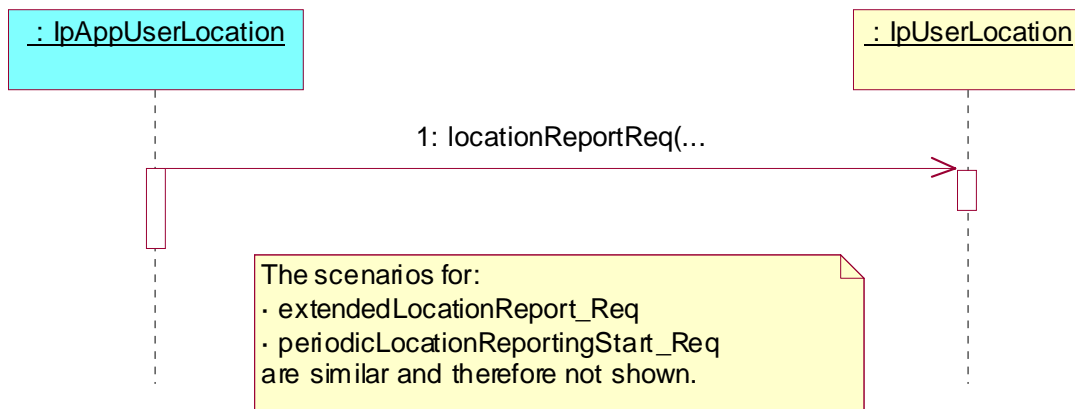 : IpAppUserLocation
: IpUserLocation
1: locationReportReq(...
The scenarios for:
· extendedLocationReport_Req
· periodicLocationReportingStart_Req
are similar and therefore not shown.